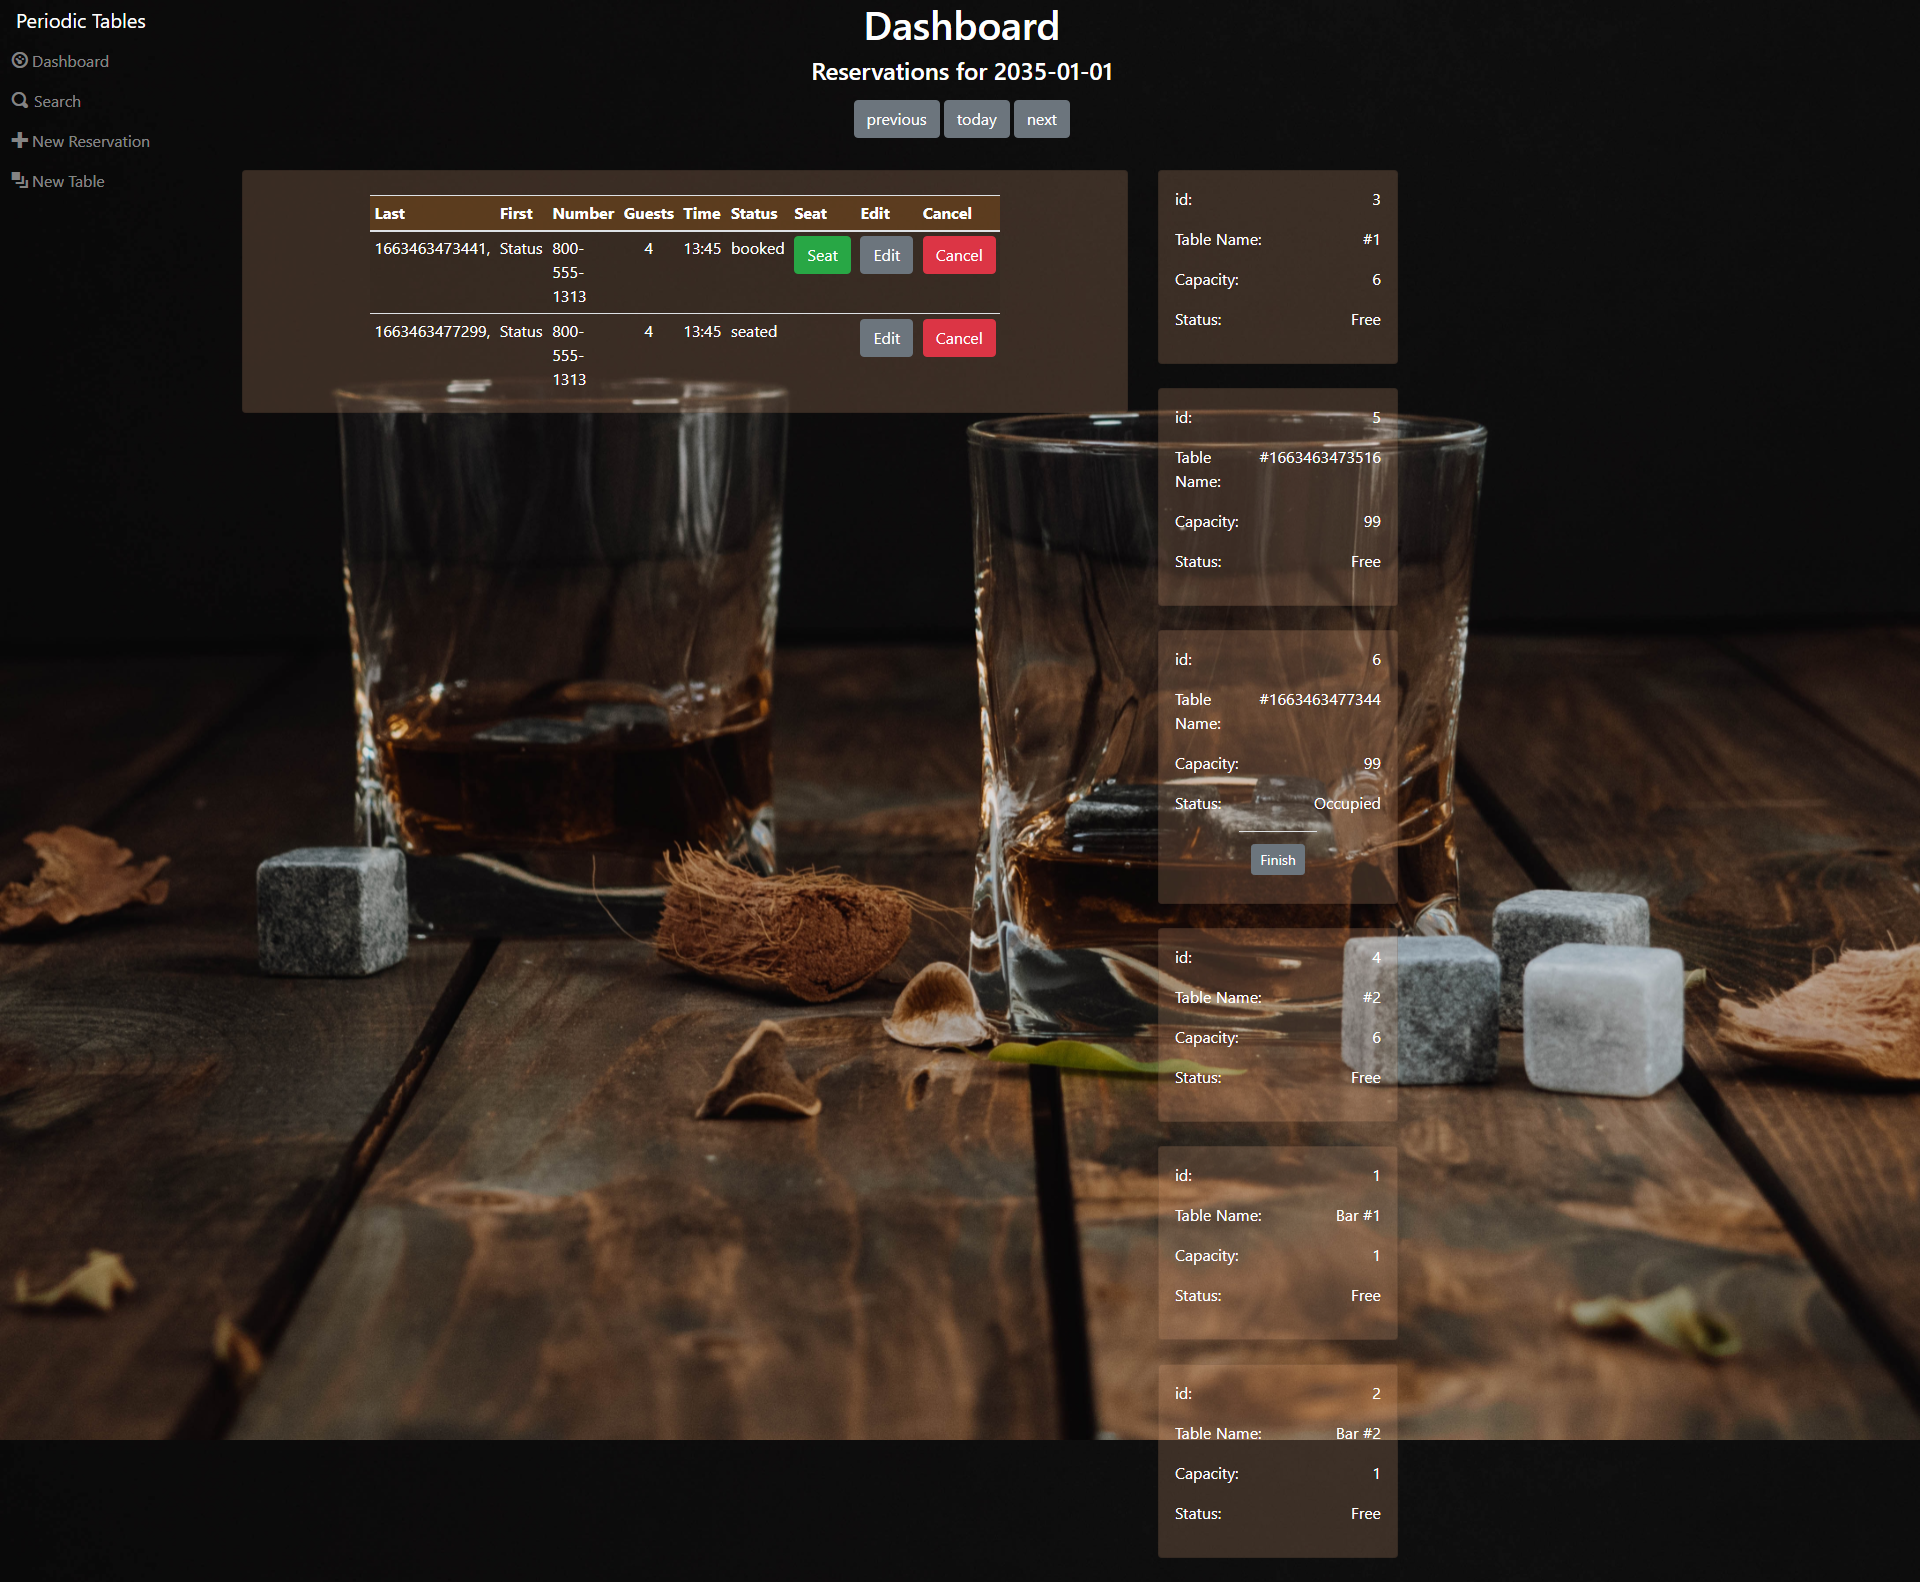 Periodic Tables
Dashboard
Search
New Reservation
New Table
Dashboard
Reservations for 2035-01-01
previous today next
Last First Number Guests Time Status Seat Edit Cancel
1663463473441, Status 800- 4 13:45 booked Seat Edit Cancel
555-
1313
1663463477299, Status 800- 4 13:45 seated Edit Cancel
555-
1313
id: 3
Table Name: #1
Capacity: 6
Status: Free
id: 5
Table #1663463473516
Name:
Capacity: 99
Status: Free
id: 6
Table #1663463477344
Name:
Capacity: 99
Status: Occupied
Finish
id: 4
Table Name: #2
Capacity: 6
Status: Free
id: 1
Table Name: Bar #1
Capacity: 1
Status: Free
id: 2
Table Name: Bar #2
Capacity: 1
Status: Free